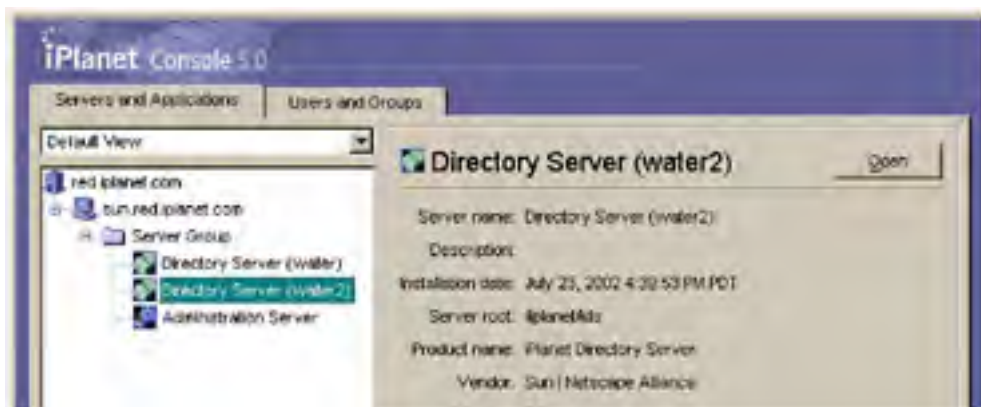 iPlanet Console 5.0
Servers and Applications
Users and Groups
Default View
red.iplanet.com
sun.red.iplanet.com
Server Group
Directory Server (water)
Directory Server (water2)
Administration Server
Directory Server (water2)
Open
Server name: Directory Server (water2)
Description:
Installation date: July 23, 2002 4:39:53 PM PDT
Server root:
Product name: iPlanet Directory Server
Vendor: Sun | Netscape Alliance